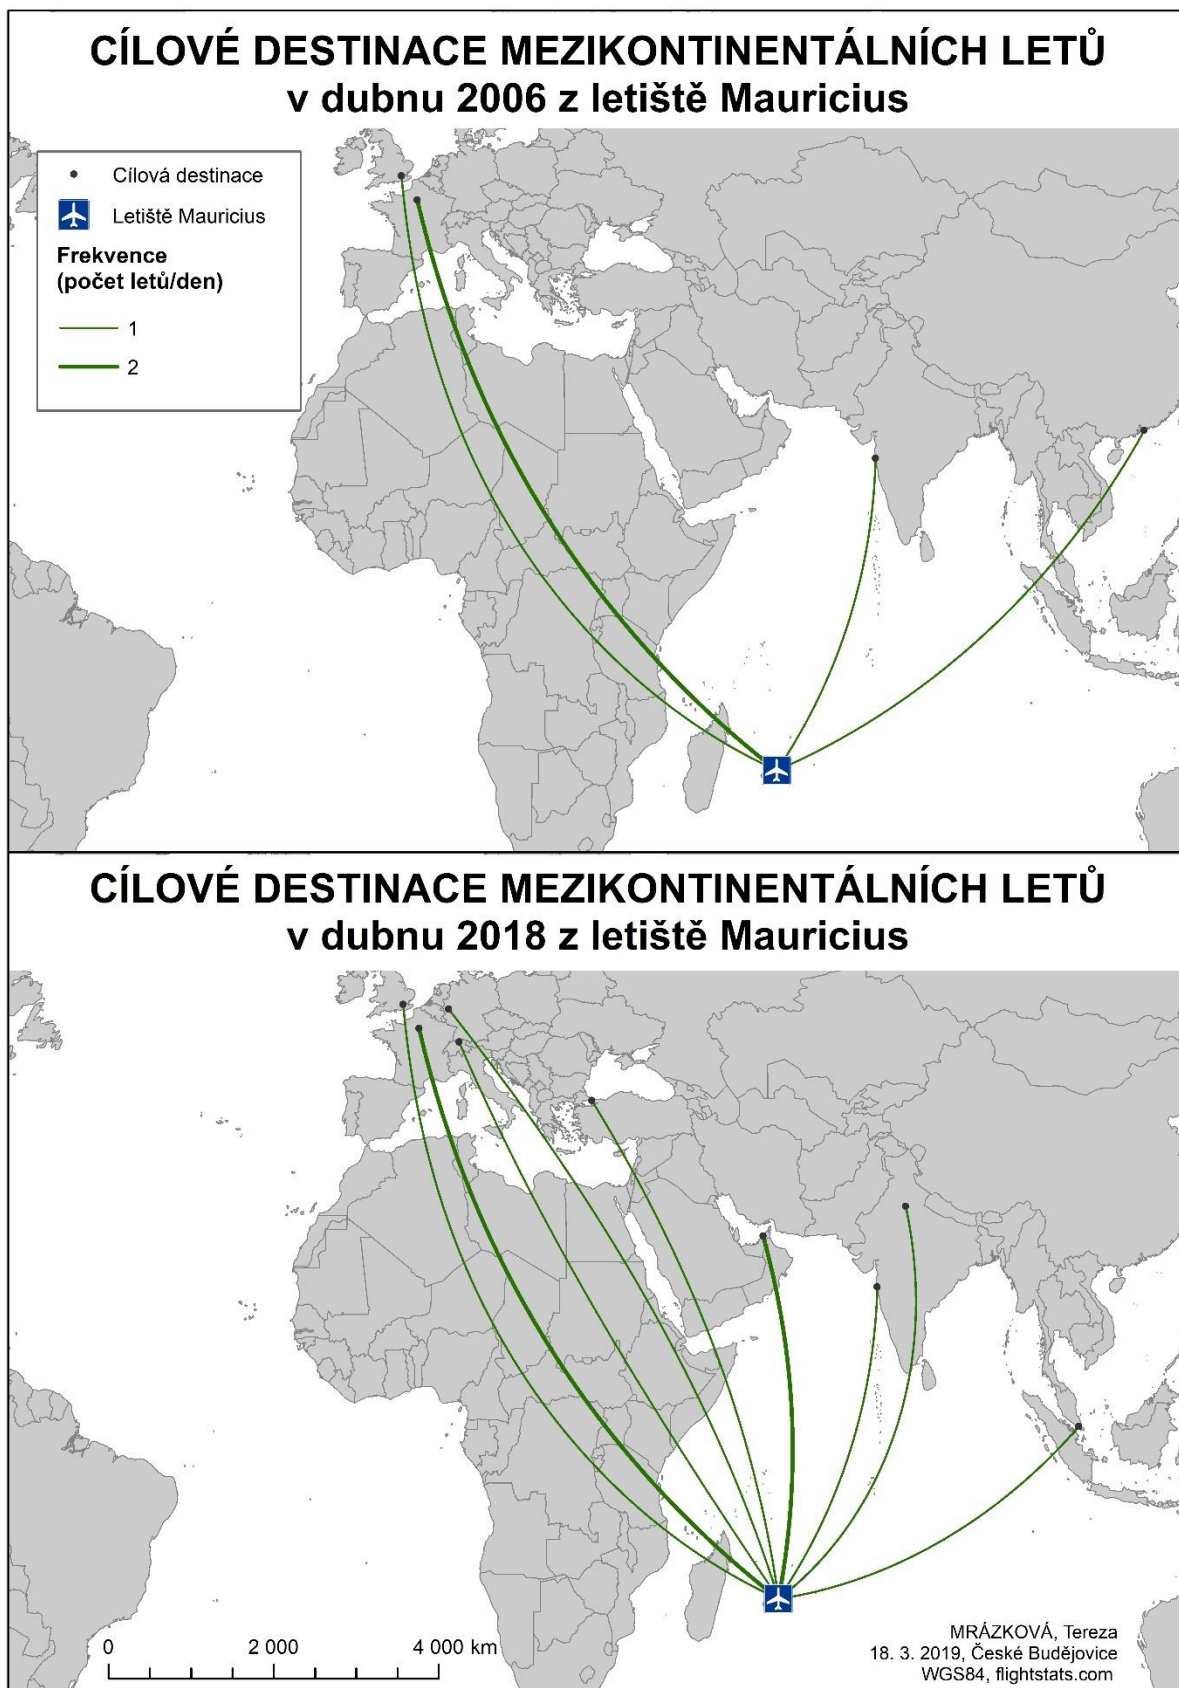 CÍLOVÉ DESTINACE MEZIKONTINENTÁLNÍCH LETŮ
v dubnu 2006 z letiště Mauricius
Cílová destinace
Letiště Mauricius
Frekvence
(počet letů/den)
1
2
CÍLOVÉ DESTINACE MEZIKONTINENTÁLNÍCH LETŮ
v dubnu 2018 z letiště Mauricius
0 2 000 4 000 km
MRÁZKOVÁ, Tereza
18. 3. 2019, České Budějovice
WGS84, flightstats.com